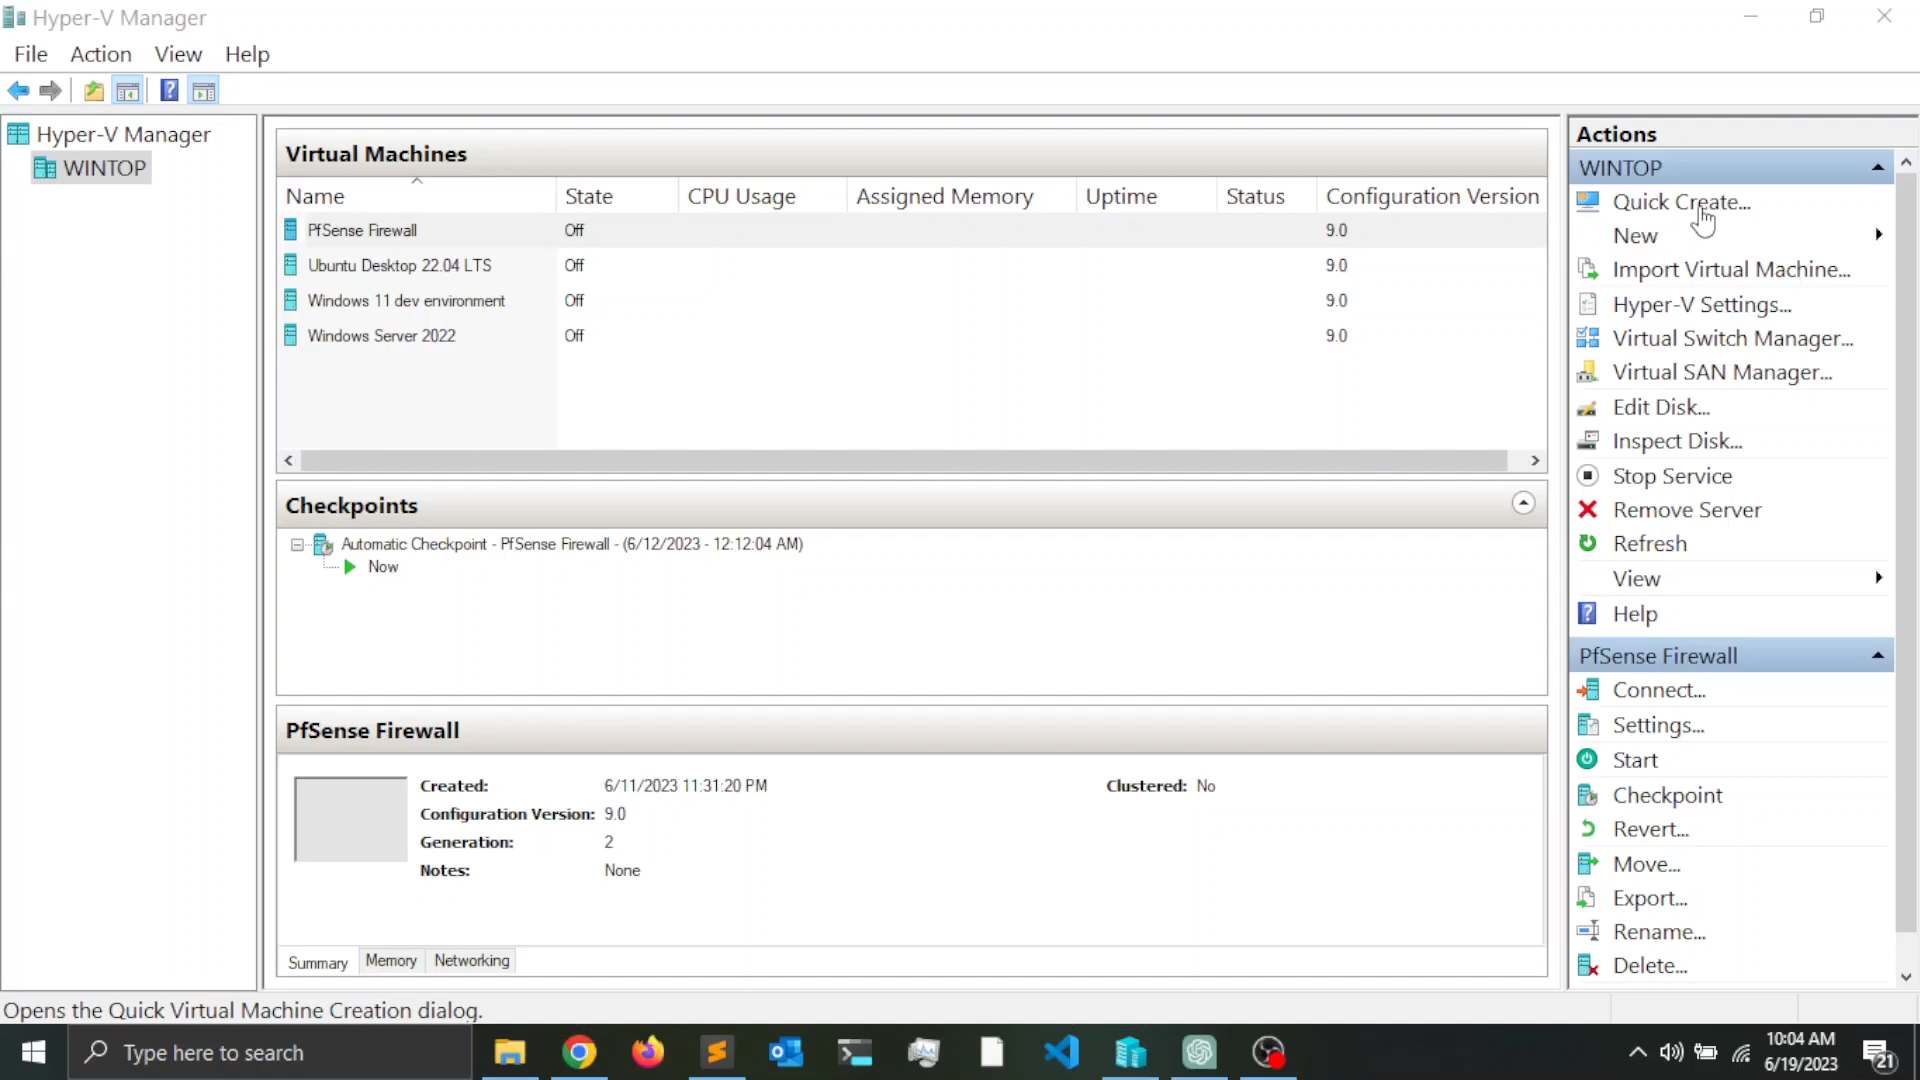 Hyper-V Manager
File Action View Help
Hyper-V Manager
WINTOP
Virtual Machines
Name State CPU Usage Assigned Memory Uptime Status Configuration Version
PfSense Firewall Off 9.0
Ubuntu Desktop 22.04 LTS Off 9.0
Windows 11 dev environment Off 9.0
Windows Server 2022 Off 9.0
Checkpoints
Automatic Checkpoint - PfSense Firewall - (6/12/2023 - 12:12:04 AM)
Now
PfSense Firewall
Created: 6/11/2023 11:31:20 PM Clustered: No
Configuration Version: 9.0
Generation: 2
Notes: None
Summary Memory Networking
Actions
WINTOP
Quick Create...
New
Import Virtual Machine...
Hyper-V Settings...
Virtual Switch Manager...
Virtual SAN Manager...
Edit Disk...
Inspect Disk...
Stop Service
Remove Server
Refresh
View
Help
PfSense Firewall
Connect...
Settings...
Start
Checkpoint
Revert...
Move...
Export...
Rename...
Delete...
Opens the Quick Virtual Machine Creation dialog.
Type here to search
10:04 AM
6/19/2023
21